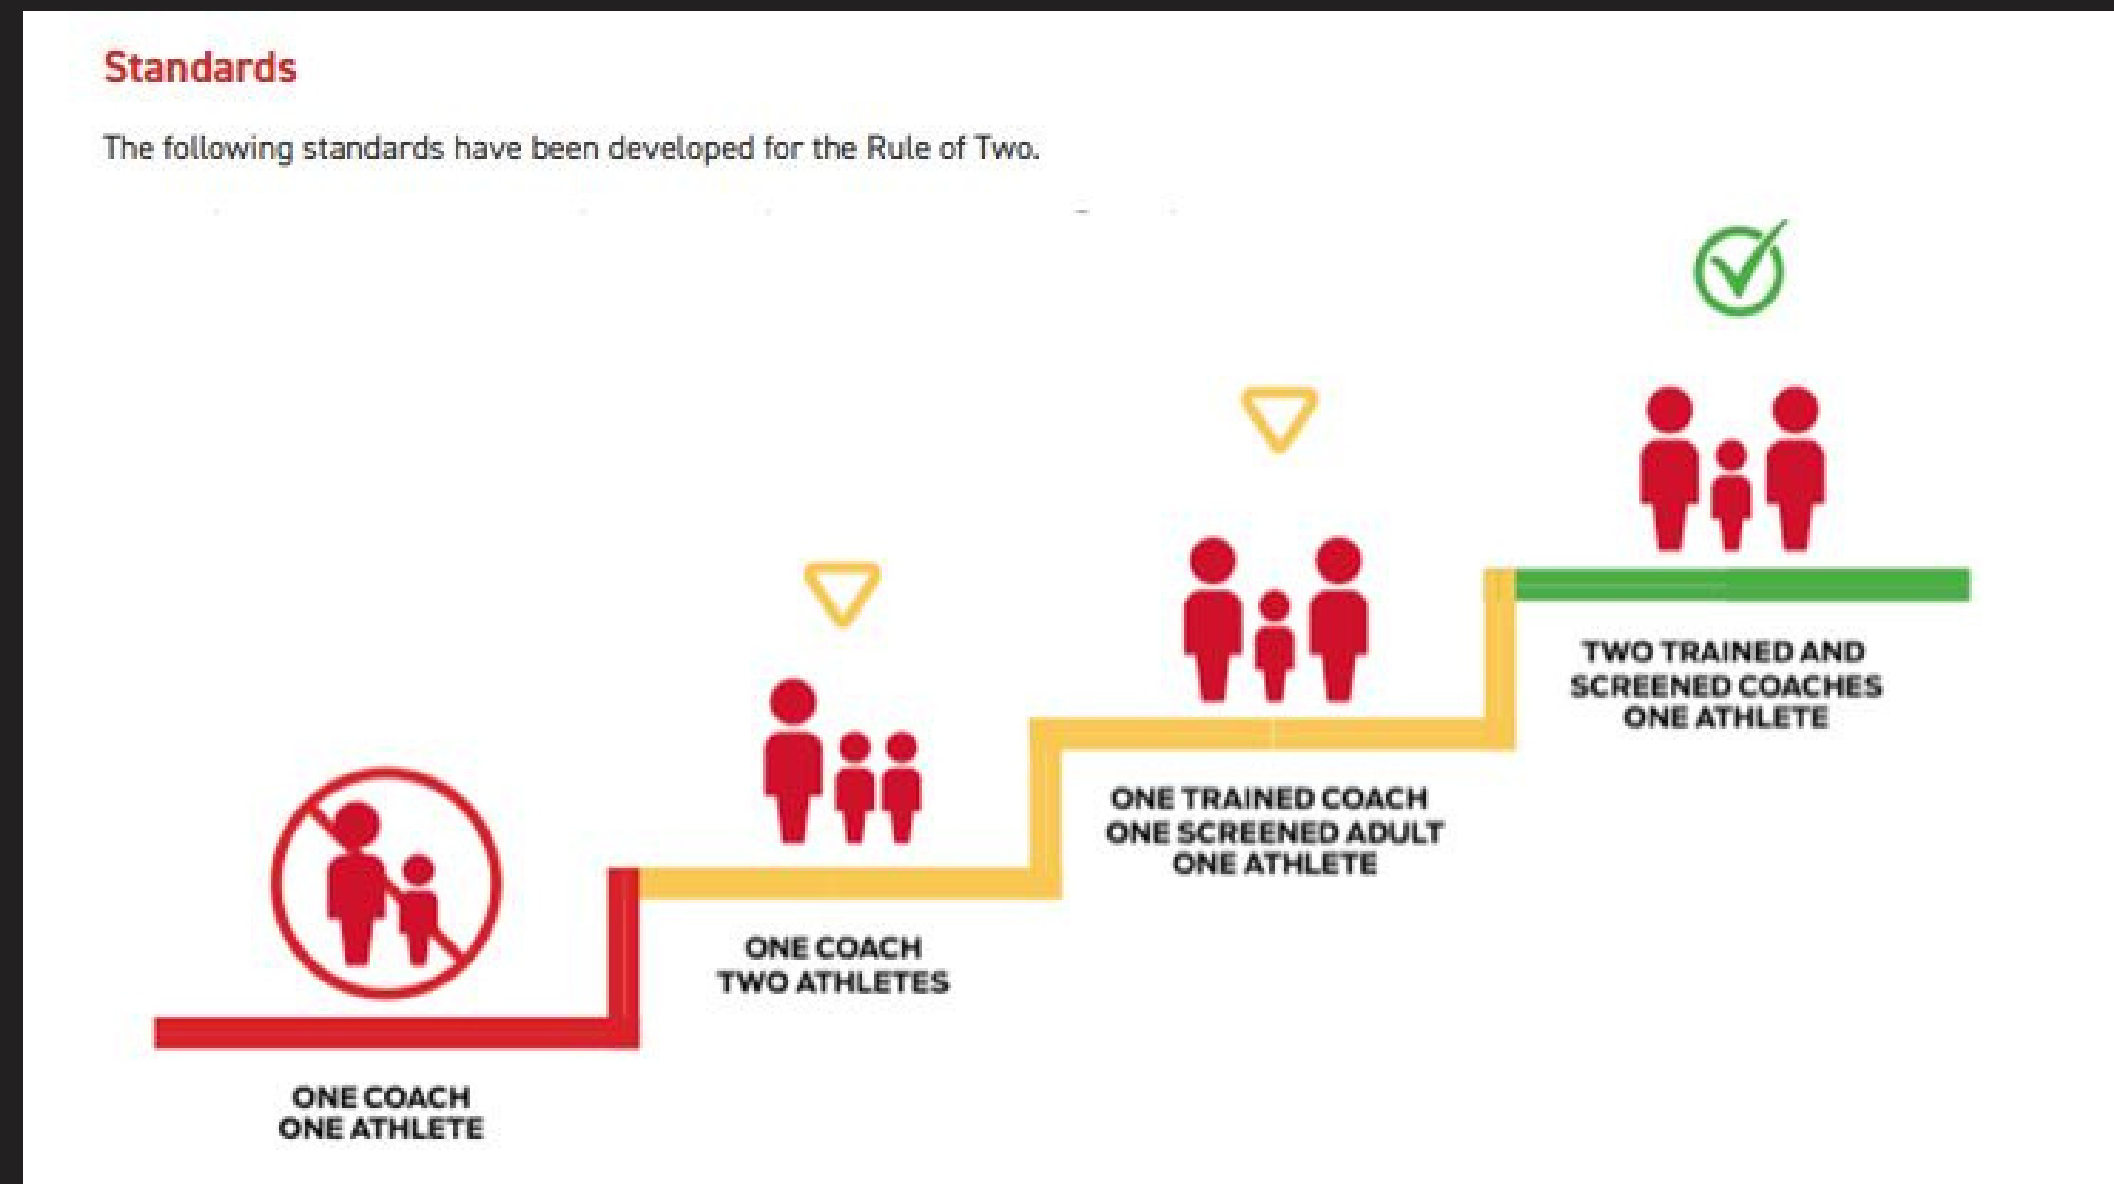 Standards
The following standards have been developed for the Rule of Two.
ONE COACH
ONE ATHLETE
ONE COACH
TWO ATHLETES
ONE TRAINED COACH
ONE SCREENED ADULT
ONE ATHLETE
TWO TRAINED AND
SCREENED COACHES
ONE ATHLETE